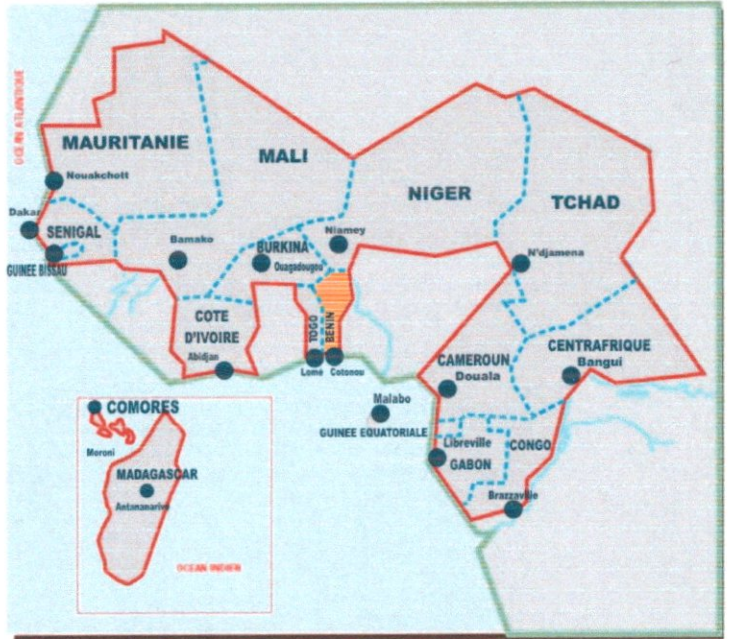 OCEAN ATLANTIQUE
MAURITANIE
MALI
NIGER
TCHAD
Nouakchott
Dakar
SENIGAL
GUINEE BISSAU
Bamako
BURKINA
Ouagadougou
Niamey
N'djamena
COTE
D'IVOIRE
Abidjan
TOGO
BENIN
Lome
Cotonou
CAMEROUN
Douala
CENTRAFRIQUE
Bangui
Malabo
GUINEE EQUATORIALE
Libreville
GABON
CONGO
Brazzaville
COMORES
Moroni
MADAGASCAR
Antananarivo
OCEAN INDIEN